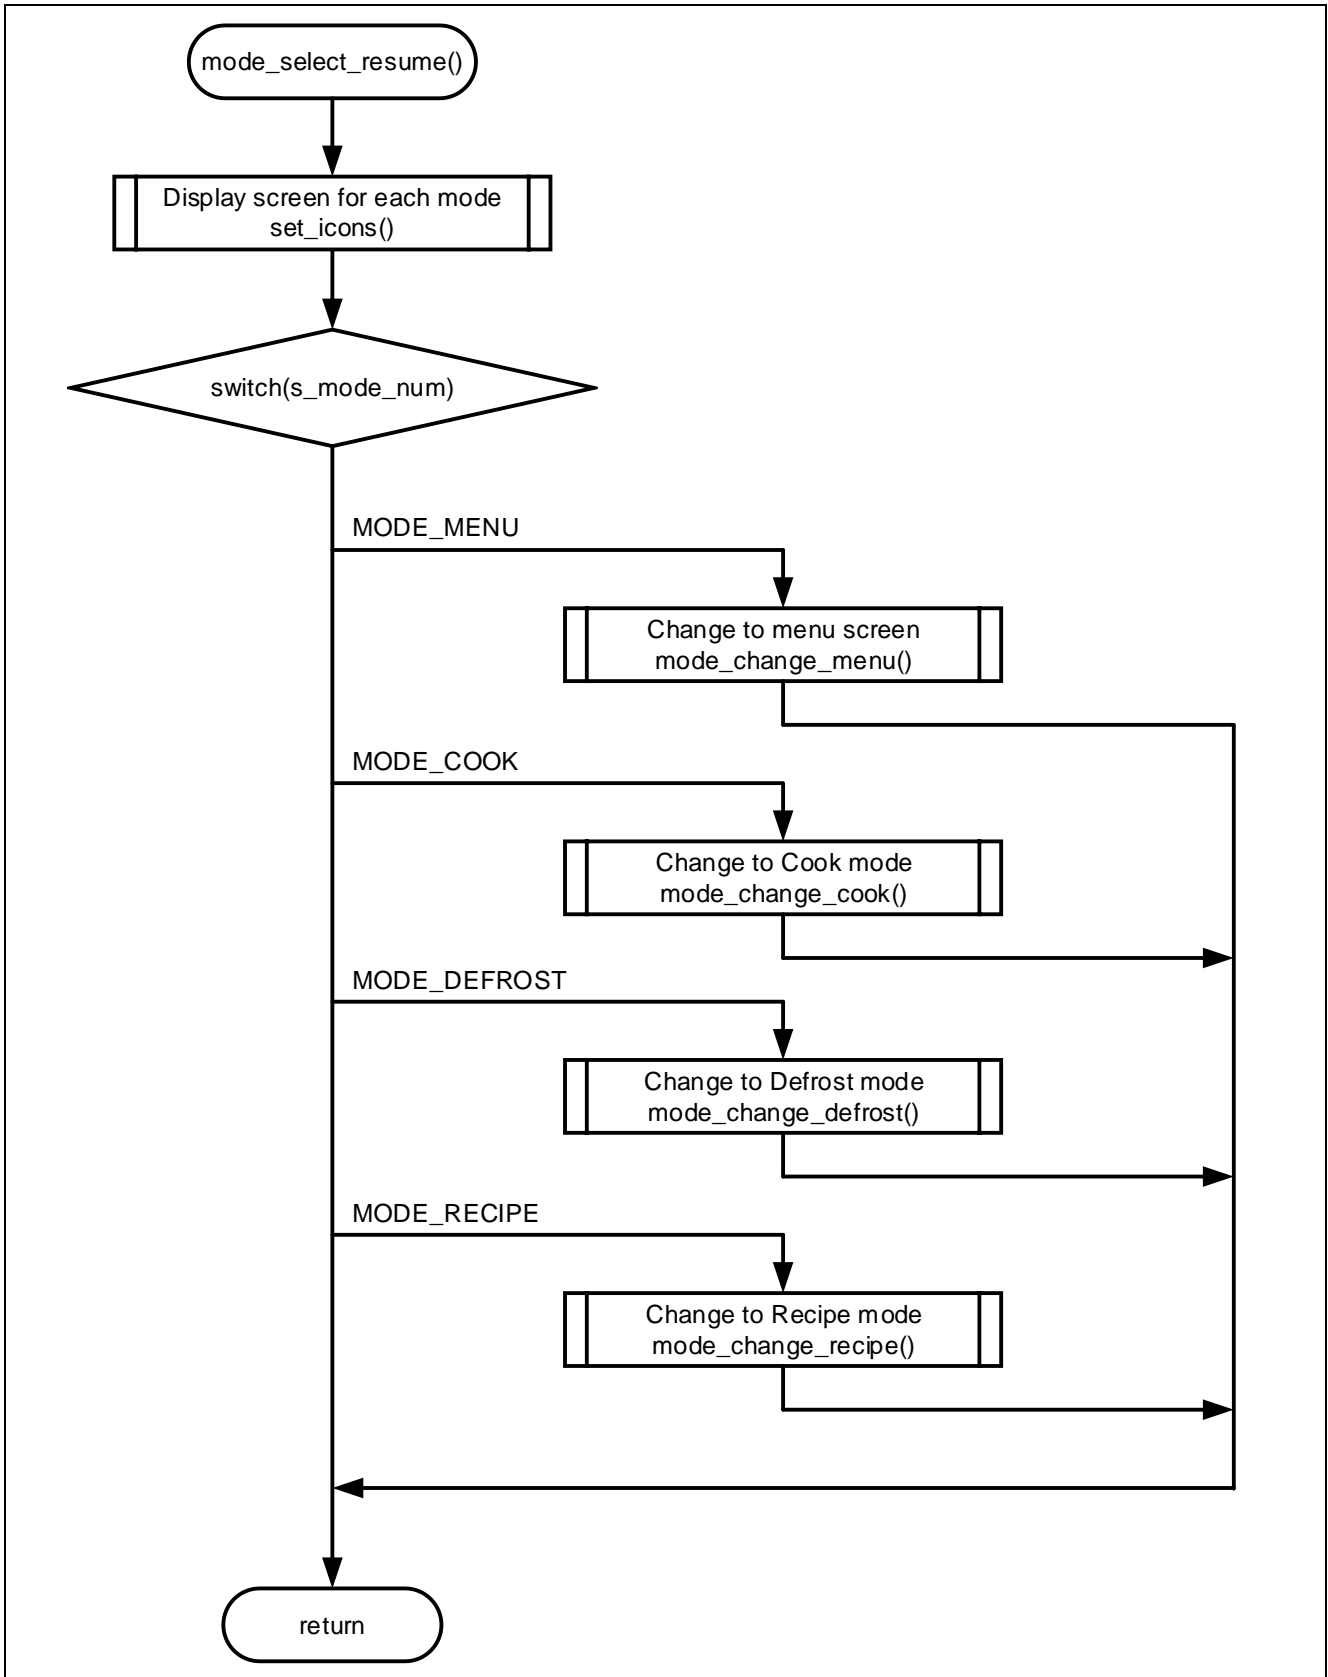 mode_select_resume()
Display screen for each mode
set_icons()
switch(s_mode_num)
MODE_MENU
Change to menu screen
mode_change_menu()
MODE_COOK
Change to Cook mode
mode_change_cook()
MODE_DEFROST
Change to Defrost mode
mode_change_defrost()
MODE_RECIPE
Change to Recipe mode
mode_change_recipe()
return